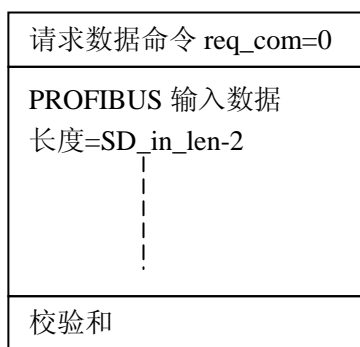 请求数据命令 req_com=0
PROFIBUS 输入数据
长度=SD_in_len-2
校验和